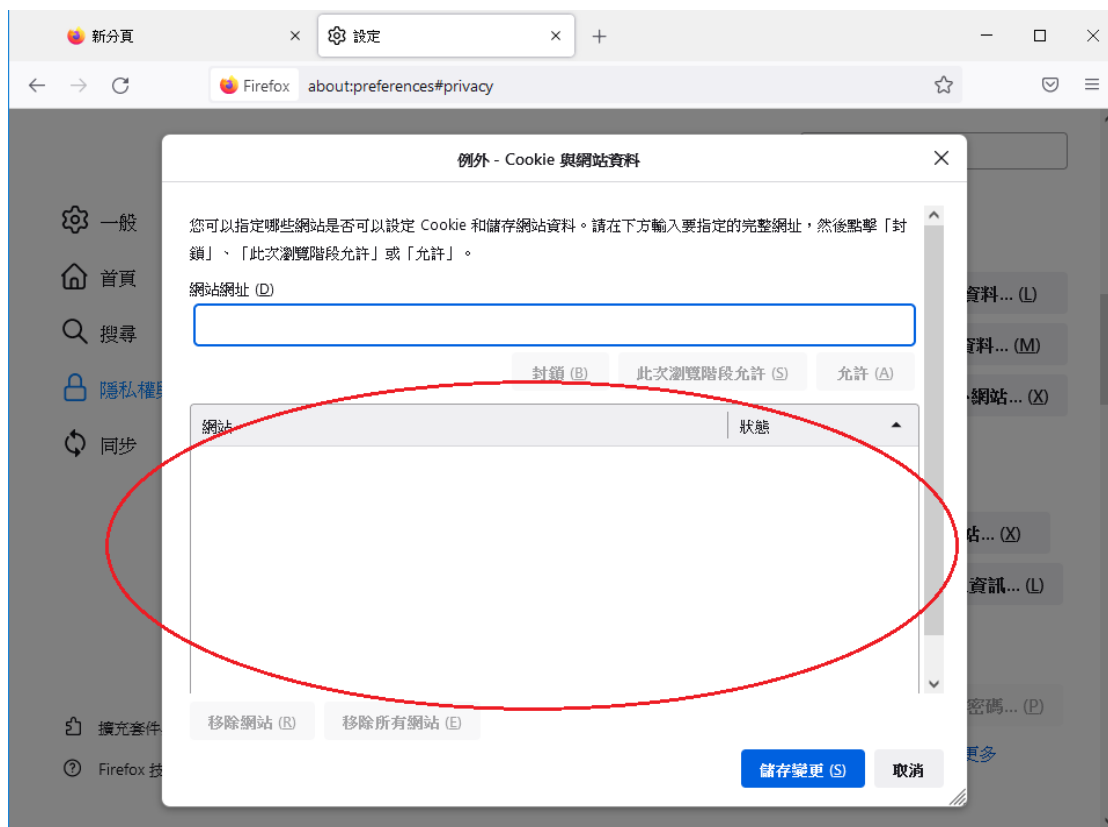 新分頁
設定
Firefox
about:preferences#privacy
例外 - Cookie 與網站資料
您可以指定哪些網站是否可以設定 Cookie 和儲存網站資料。請在下方輸入要指定的完整網址，然後點擊「封
鎖」、「此次瀏覽階段允許」或「允許」。
網站網址 (D)
封鎖 (B)
此次瀏覽階段允許 (S)
允許 (A)
網站
狀態
移除網站 (R)
移除所有網站 (E)
儲存變更 (S)
取消
一般
首頁
搜尋
隱私權
同步
擴充套件
Firefox 技
資料... (L)
資料... (M)
網站... (X)
站... (X)
資訊... (L)
密碼... (P)
更多